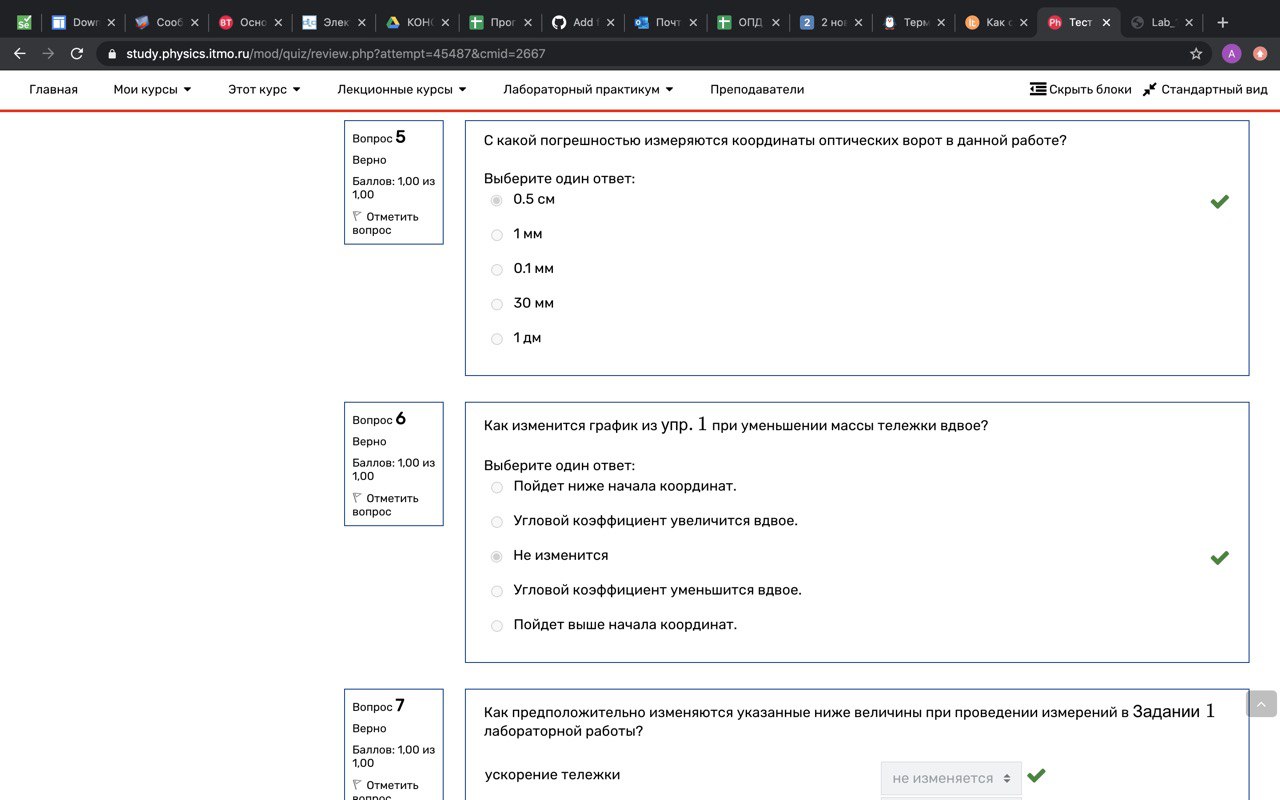 Dowr
Сооб
BT Осно
Элек
КОНС
Прог
Add f
Почт
ОПД
2 2 нов
Терм
Как с
Ph Тест
Lab_
study.physics.itmo.ru/mod/quiz/review.php?attempt=45487&cmid=2667
A
Главная Мои курсы Этот курс Лекционные курсы Лабораторный практикум Преподаватели Скрыть блоки Стандартный вид
Вопрос 5
Верно
Баллов: 1,00 из
1,00
Отметить
вопрос
С какой погрешностью измеряются координаты оптических ворот в данной работе?
Выберите один ответ:
0.5 см
1 мм
0.1 мм
30 мм
1 дм
Вопрос 6
Верно
Баллов: 1,00 из
1,00
Отметить
вопрос
Как изменится график из упр. 1 при уменьшении массы тележки вдвое?
Выберите один ответ:
Пойдет ниже начала координат.
Угловой коэффициент увеличится вдвое.
Не изменится
Угловой коэффициент уменьшится вдвое.
Пойдет выше начала координат.
Вопрос 7
Верно
Баллов: 1,00 из
1,00
Отметить
вопрос
Как предположительно изменяются указанные ниже величины при проведении измерений в Задании 1
лабораторной работы?
ускорение тележки
не изменяется